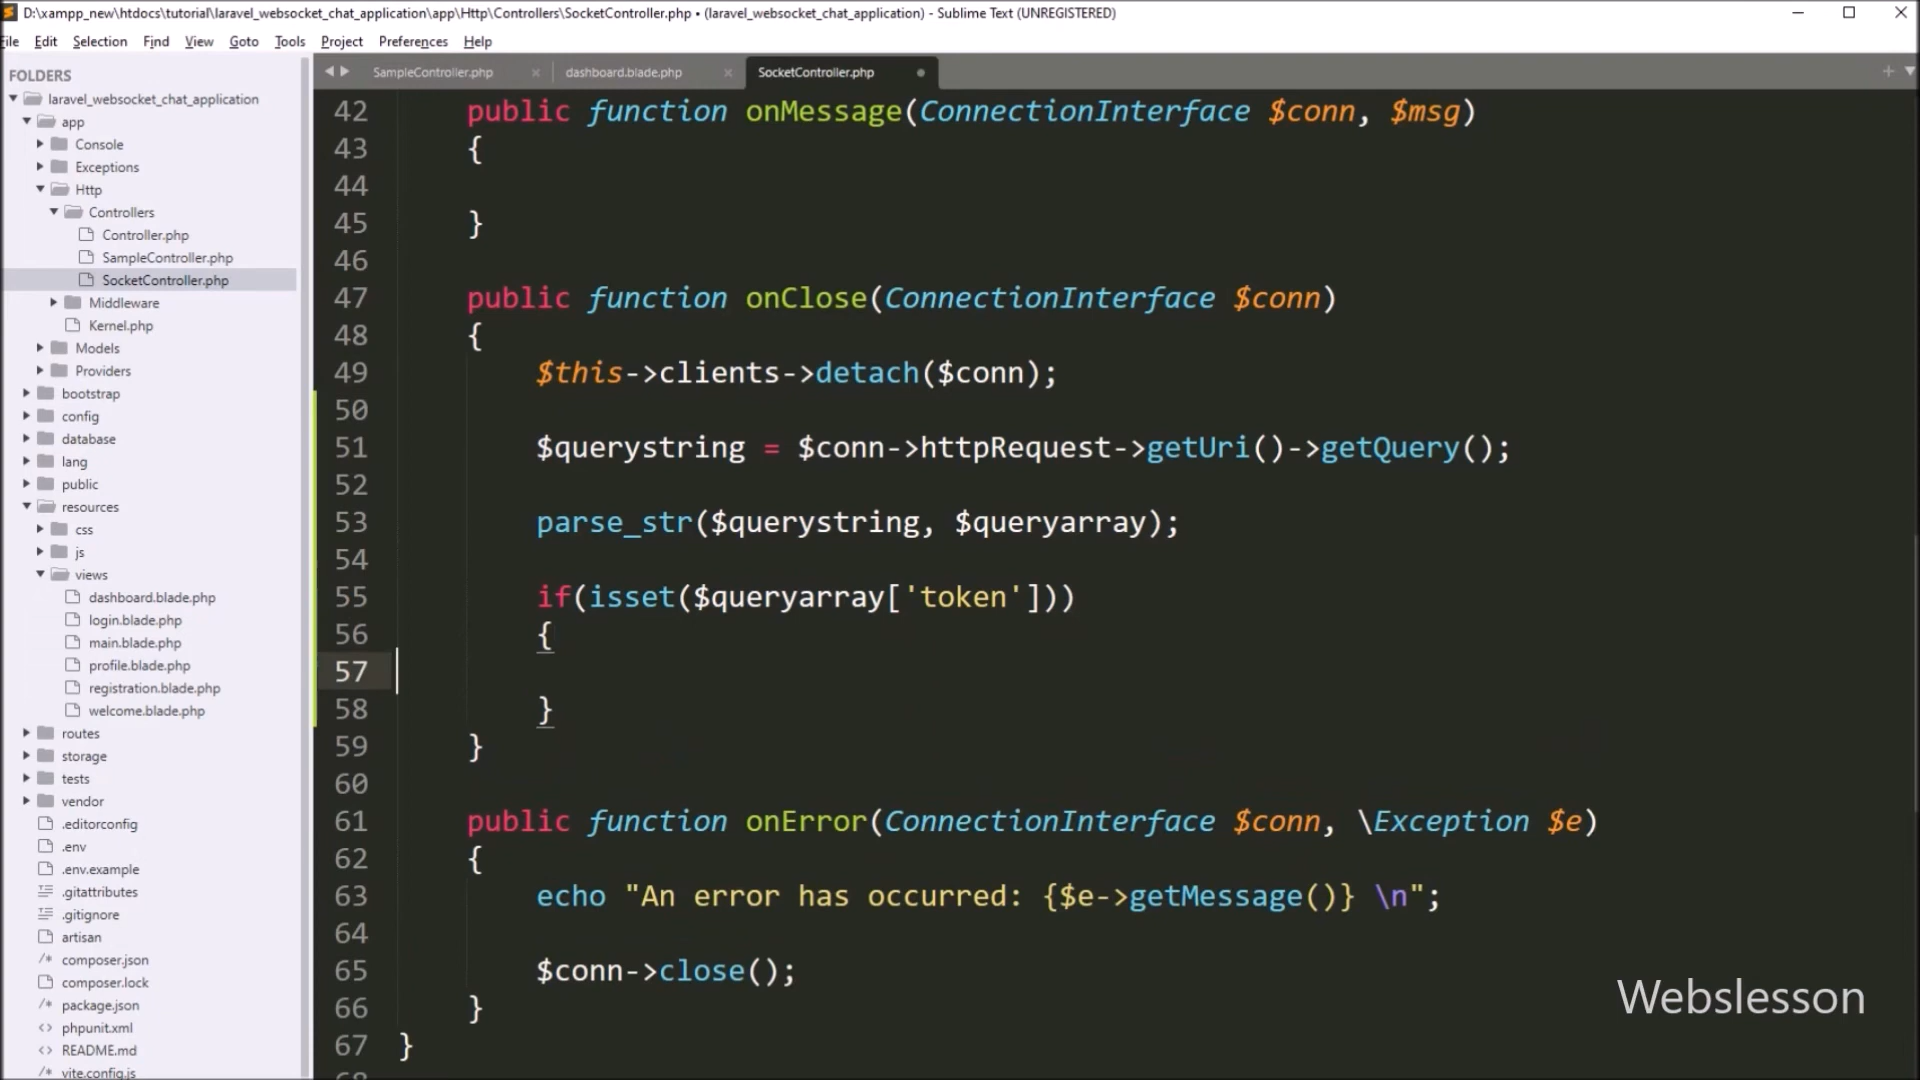 D:\xampp_new\htdocs\tutorial\laravel_websocket_chat_application\app\Http\Controllers\SocketController.php • (laravel_websocket_chat_application) - Sublime Text (UNREGISTERED)
File Edit Selection Find View Goto Tools Project Preferences Help
FOLDERS
laravel_websocket_chat_application
app
Console
Exceptions
Http
Controllers
Controller.php
SampleController.php
SocketController.php
Middleware
Kernel.php
Models
Providers
bootstrap
config
database
lang
public
resources
css
js
views
dashboard.blade.php
login.blade.php
main.blade.php
profile.blade.php
registration.blade.php
welcome.blade.php
routes
storage
tests
vendor
.editorconfig
.env
.env.example
.gitattributes
.gitignore
artisan
composer.json
composer.lock
package.json
phpunit.xml
README.md
vite.config.js
SampleController.php dashboard.blade.php SocketController.php
42 public function onMessage(ConnectionInterface $conn, $msg)
43 {
44
45 }
46
47 public function onClose(ConnectionInterface $conn)
48 {
49 $this->clients->detach($conn);
50
51 $querystring = $conn->httpRequest->getUri()->getQuery();
52
53 parse_str($querystring, $queryarray);
54
55 if(isset($queryarray['token']))
56 {
57
58 }
59 }
60
61 public function onError(ConnectionInterface $conn, \Exception $e)
62 {
63 echo "An error has occurred: {$e->getMessage()} \n";
64
65 $conn->close();
66 }
67 }
Webslesson